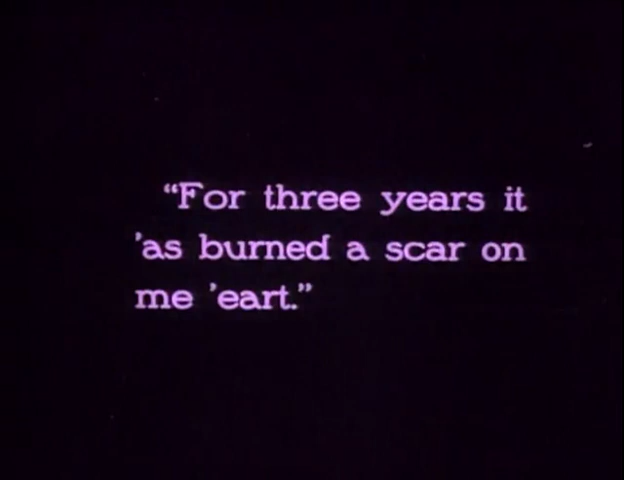 “For three years it
’as burned a scar on
me ’eart.”